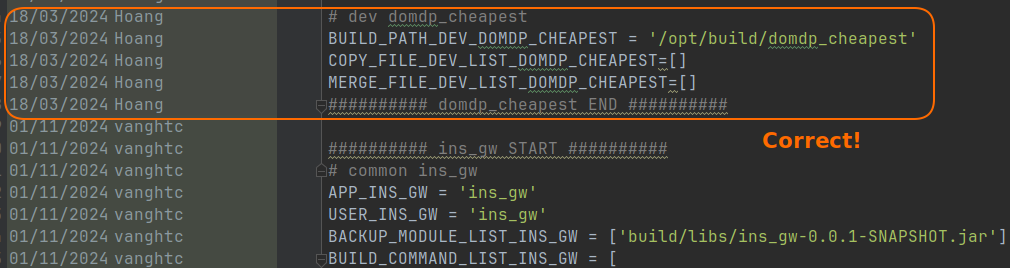 18/03/2024 Hoang # dev domdp_cheapest
18/03/2024 Hoang BUILD_PATH_DEV_DOMDP_CHEAPEST = '/opt/build/domdp_cheapest'
18/03/2024 Hoang COPY_FILE_DEV_LIST_DOMDP_CHEAPEST=[]
18/03/2024 Hoang MERGE_FILE_DEV_LIST_DOMDP_CHEAPEST=[]
18/03/2024 Hoang ########## domdp_cheapest END ##########
01/11/2024 vanghtc
Correct!
01/11/2024 vanghtc ########## ins_gw START ##########
01/11/2024 vanghtc # common ins_gw
01/11/2024 vanghtc APP_INS_GW = 'ins_gw'
01/11/2024 vanghtc USER_INS_GW = 'ins_gw'
01/11/2024 vanghtc BACKUP_MODULE_LIST_INS_GW = ['build/libs/ins_gw-0.0.1-SNAPSHOT.jar']
01/11/2024 vanghtc BUILD_COMMAND_LIST_INS_GW = [